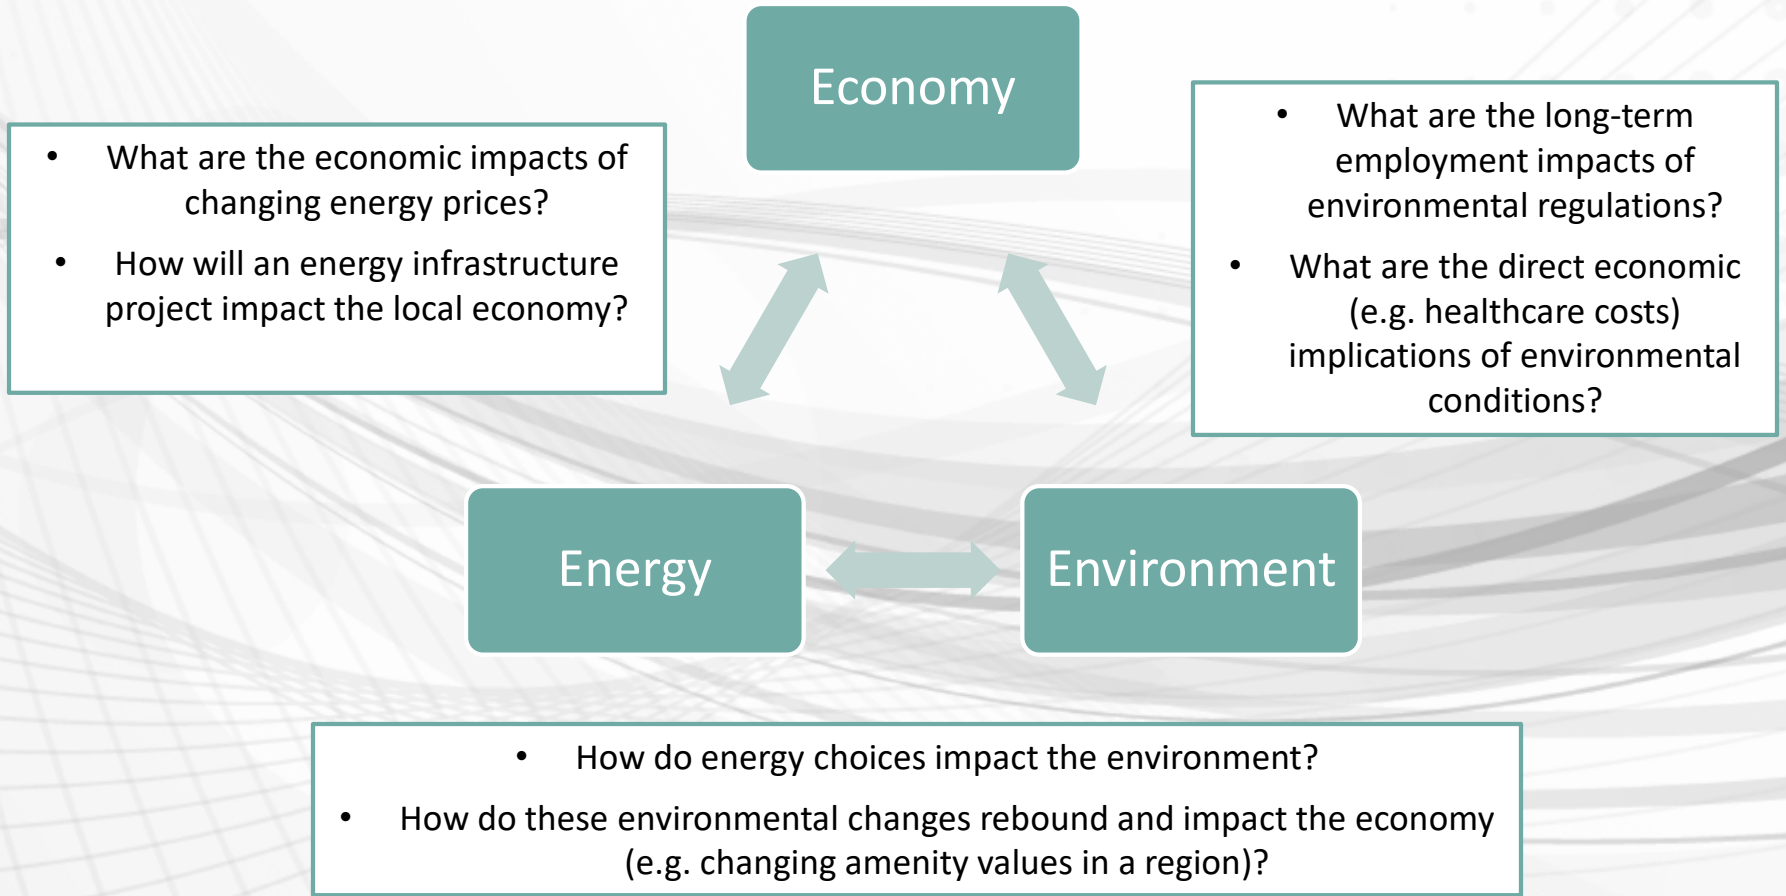 Economy
• What are the economic impacts of
changing energy prices?
• How will an energy infrastructure
project impact the local economy?
• What are the long-term
employment impacts of
environmental regulations?
• What are the direct economic
(e.g. healthcare costs)
implications of environmental
conditions?
Energy
Environment
• How do energy choices impact the environment?
• How do these environmental changes rebound and impact the economy
(e.g. changing amenity values in a region)?